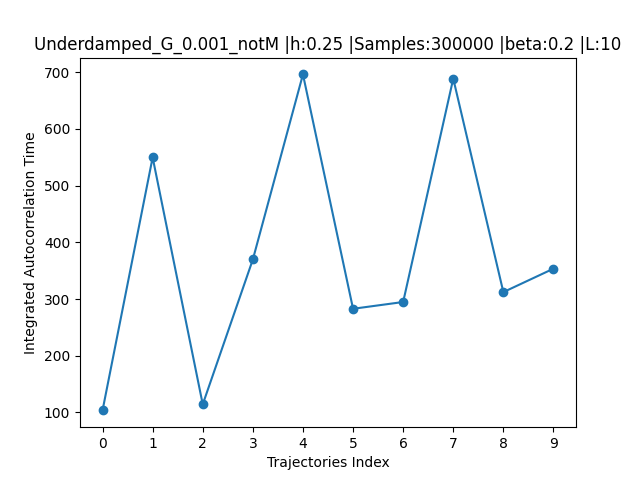 Underdamped_G_0.001_notM |h:0.25 |Samples:300000 |beta:0.2 |L:10
700
600
500
400
300
200
100
Integrated Autocorrelation Time
0 1 2 3 4 5 6 7 8 9
Trajectories Index